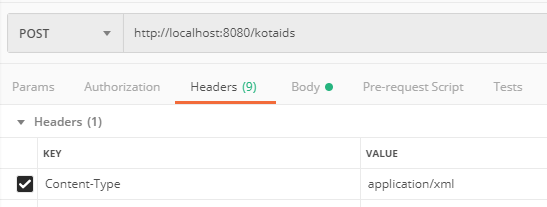 POST http://localhost:8080/kotaids
Params Authorization Headers (9) Body Pre-request Script Tests
Headers (1)
KEY VALUE
Content-Type application/xml